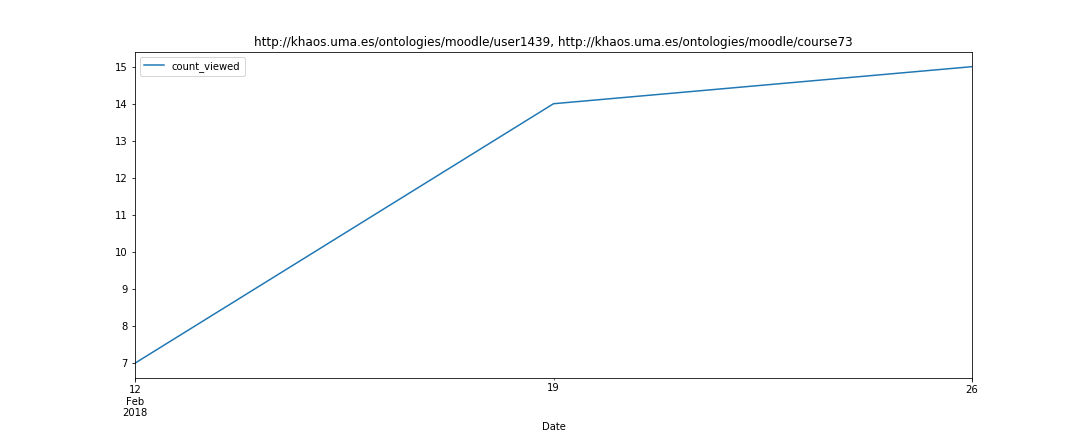 http://khaos.uma.es/ontologies/moodle/user1439, http://khaos.uma.es/ontologies/moodle/course73
count_viewed
15
14
13
12
11
10
9
8
7
12 19 26
Feb
2018
Date